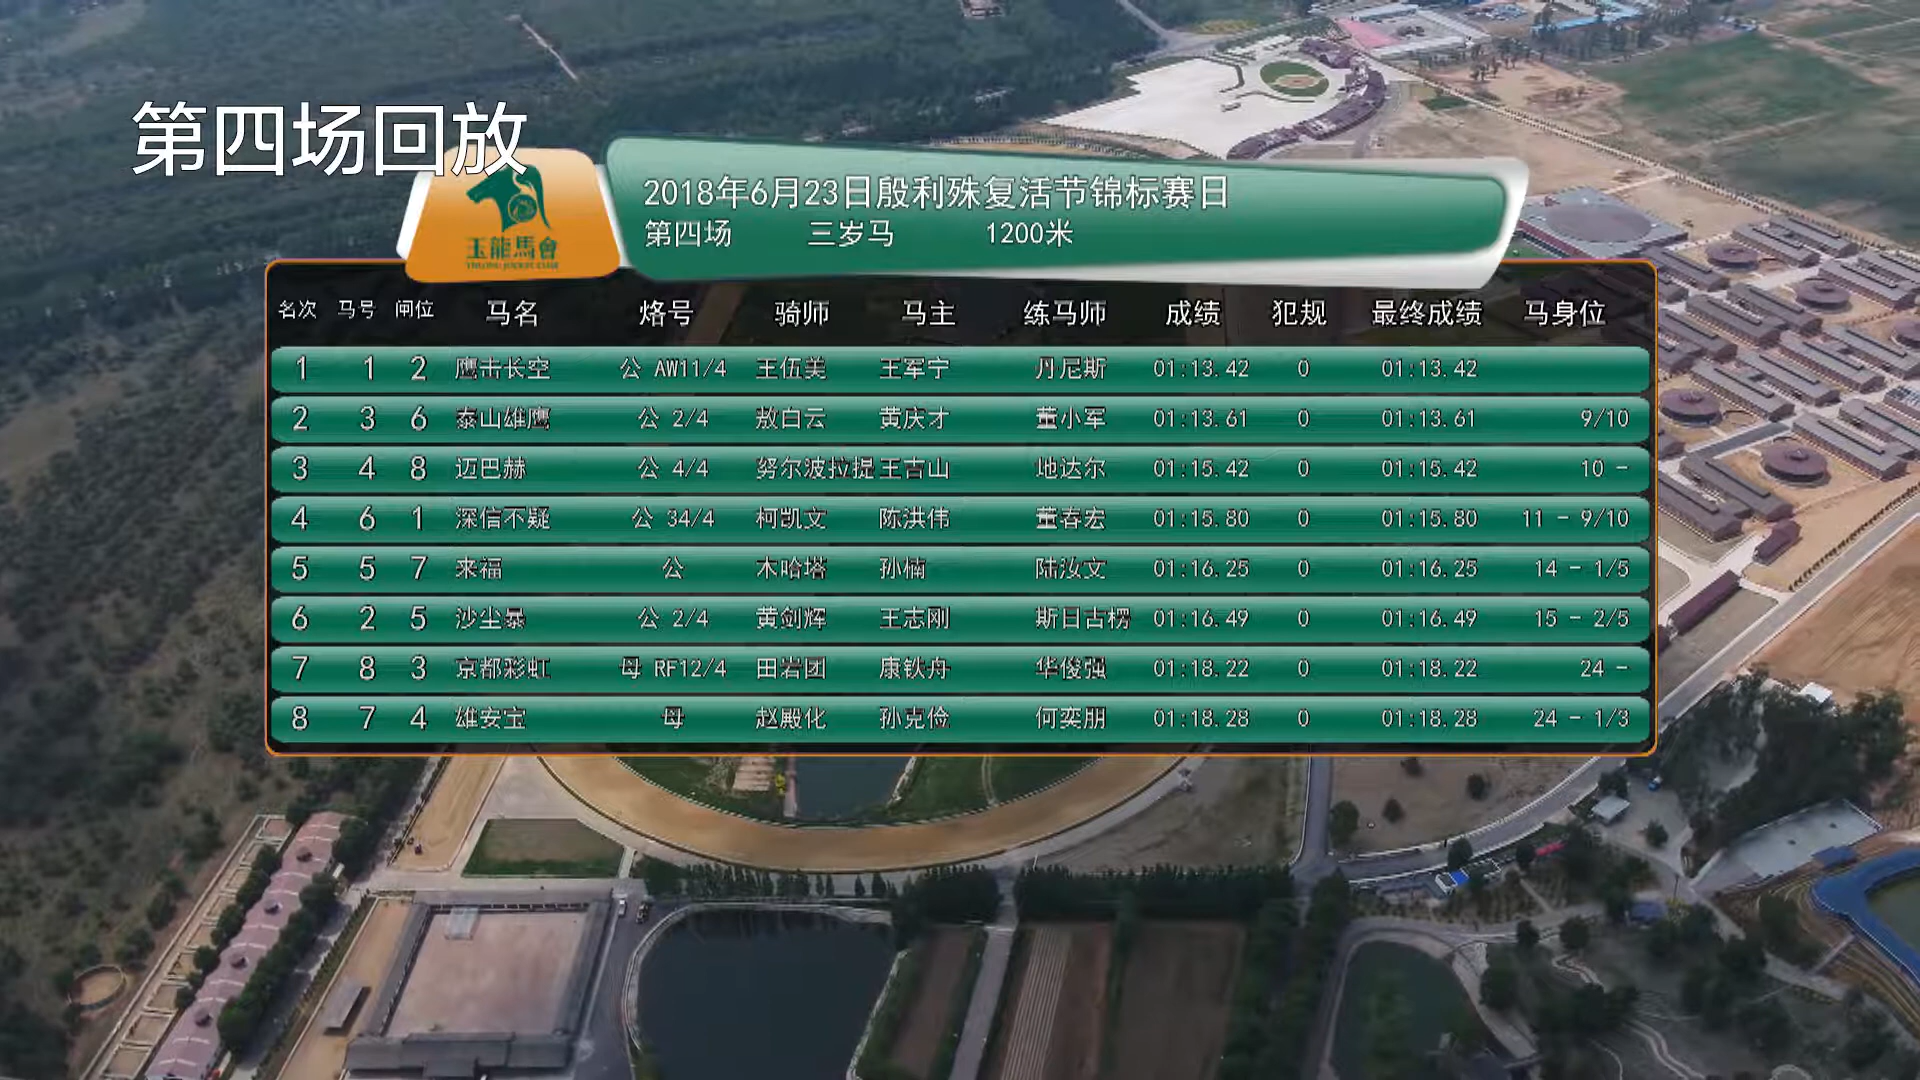 第四场回放
玉龍馬會
2018年6月23日殷利殊复活节锦标赛日
第四场 三岁马 1200米
名次 马号 闸位 马名 烙号 骑师 马主 练马师 成绩 犯规 最终成绩 马身位
1 1 2 鹰击长空 公 AW11/4 王伍美 王军宁 丹尼斯 01:13.42 0 01:13.42
2 3 6 泰山雄鹰 公 2/4 敖白云 黄庆才 董小军 01:13.61 0 01:13.61 9/10
3 4 8 迈巴赫 公 4/4 努尔波拉提 王吉山 地达尔 01:15.42 0 01:15.42 10 -
4 6 1 深信不疑 公 34/4 柯凯文 陈洪伟 董春宏 01:15.80 0 01:15.80 11 - 9/10
5 5 7 来福 公 木哈塔 孙楠 陆汝文 01:16.25 0 01:16.25 14 - 1/5
6 2 5 沙尘暴 公 2/4 黄剑辉 王志刚 斯日古楞 01:16.49 0 01:16.49 15 - 2/5
7 8 3 京都彩虹 母 RF12/4 田岩团 康铁舟 华俊强 01:18.22 0 01:18.22 24 -
8 7 4 雄安宝 母 赵殿化 孙克俭 何奕朋 01:18.28 0 01:18.28 24 - 1/3